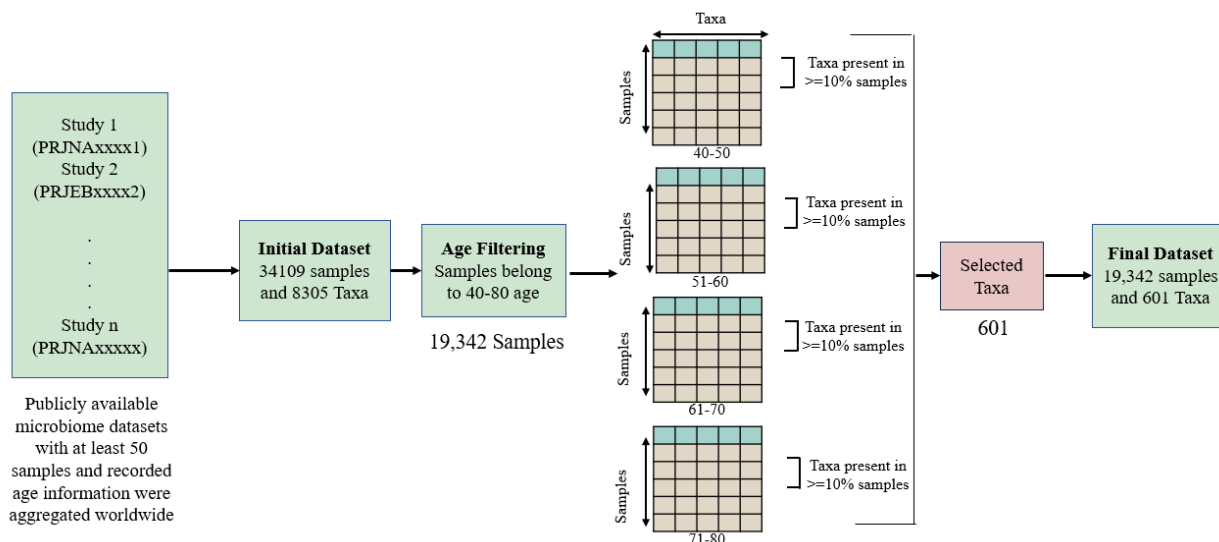 Study 1
(PRJNAxxxx1)
Study 2
(PRJEBxxxx2)
.
.
.
.
Study n
(PRJNAxxxxx)
Publicly available
microbiome datasets
with at least 50
samples and recorded
age information were
aggregated worldwide
Initial Dataset
34109 samples
and 8305 Taxa
Age Filtering
Samples belong
to 40-80 age
19,342 Samples
Taxa
Samples
40-50
Taxa present in
>=10% samples
Samples
51-60
Taxa present in
>=10% samples
Samples
61-70
Taxa present in
>=10% samples
Samples
71-80
Taxa present in
>=10% samples
Selected
Taxa
601
Final Dataset
19,342 samples
and 601 Taxa